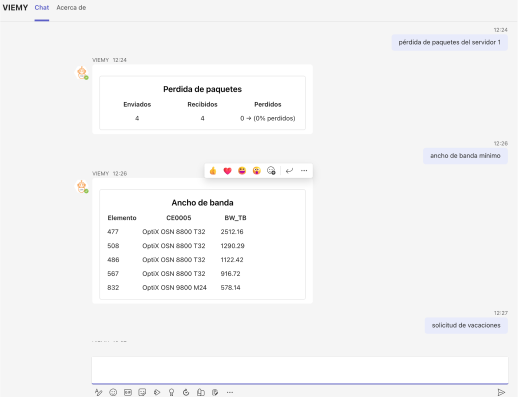 VIEMY Chat Acerca de
12:24
pérdida de paquetes del servidor 1
VIEMY 12:24
Perdida de paquetes
Enviados Recibidos Perdidos
4 4 0 → (0% perdidos)
12:26
ancho de banda mínimo
VIEMY 12:26
Ancho de banda
Elemento CE0005 BW_TB
477 OptiX OSN 8800 T32 2512.16
508 OptiX OSN 8800 T32 1290.29
486 OptiX OSN 8800 T32 1122.42
567 OptiX OSN 8800 T32 916.72
832 OptiX OSN 9800 M24 578.14
12:27
solicitud de vacaciones